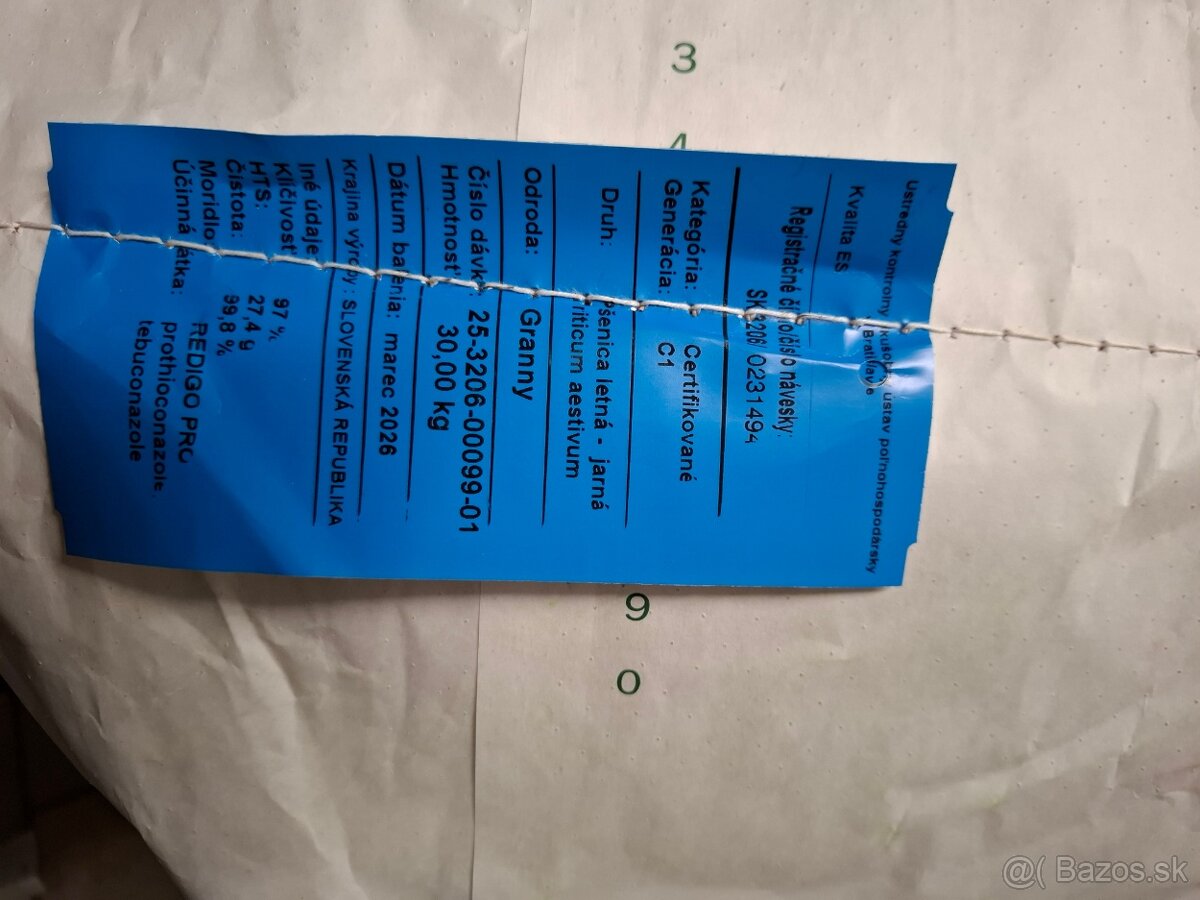 3
4
Ústredný kontrolný ústav poľnohospodársky
Kvalita ES
Registračné číslo/číslo návesky:
SK 3206/ 0231494
Kategória: Certifikované
Generácia: C1
Druh: Pšenica letná - jarná
Triticum aestivum
Odroda: Granny
Číslo dávky: 25-3206-00099-01
Hmotnosť: 30,00 kg
Dátum balenia: marec 2026
Krajina výroby : SLOVENSKÁ REPUBLIKA
Iné údaje:
Klíčivosť 97 %
HTS: 27,4 g
Čistota: 99,8 %
Moridlo REDIGO PRO
Účinná látka: prothioconazole
tebuconazole
9
0
@( Bazos.sk